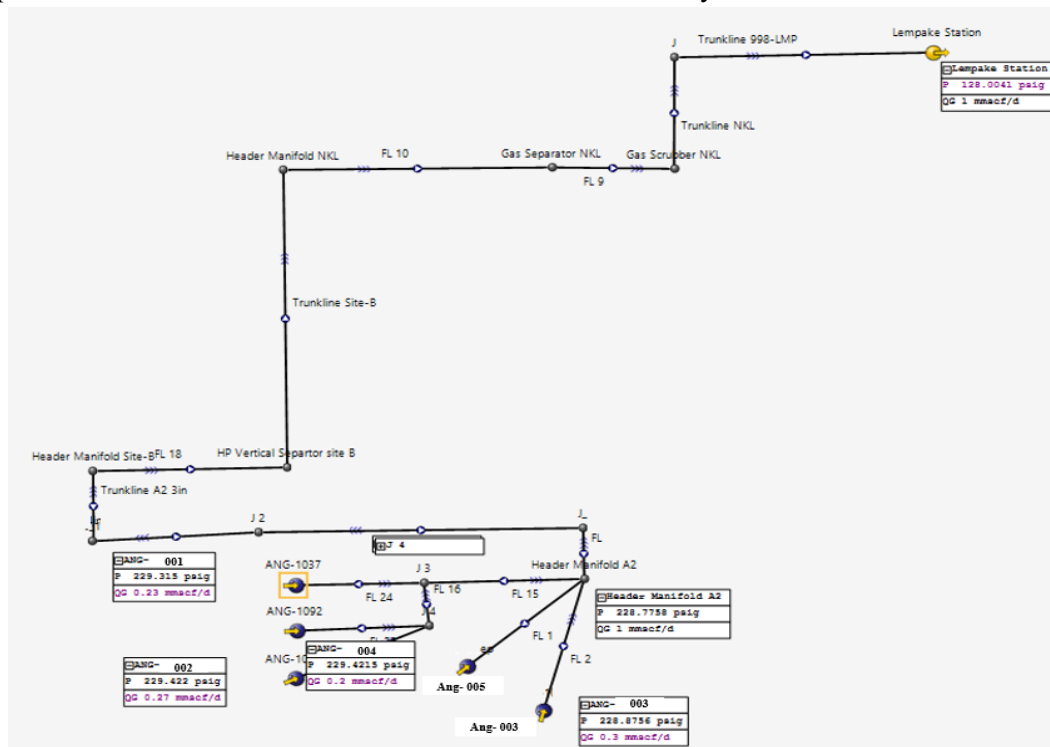 Lempake Station
J
Trunkline 998-LMP
Lempake Station
P 128.0041 psig
QG 1 mmscf/d
Trunkline NKL
Header Manifold NKL
FL 10
Gas Separator NKL
Gas Scrubber NKL
FL 9
Trunkline Site-B
Header Manifold Site-B
FL 18
HP Vertical Separtor site B
Trunkline A2 3in
J 2
J_
J 4
FL
ANG- 001
P 229.315 psig
QG 0.23 mmscf/d
ANG-1037
J 3
Header Manifold A2
FL 24
FL 16
FL 15
Header Manifold A2
P 228.7758 psig
QG 1 mmscf/d
ANG-1092
FL 1
FL 2
ANG- 002
P 229.422 psig
QG 0.27 mmscf/d
ANG- 004
P 229.4215 psig
QG 0.2 mmscf/d
Ang- 005
Ang- 003
ANG- 003
P 228.8756 psig
QG 0.3 mmscf/d